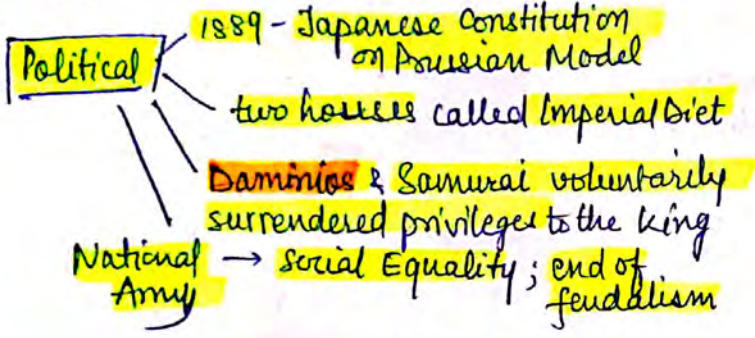 1889 - Japanese Constitution
Political
on Prussian Model
two houses called Imperial Diet
Daminios & Samurai voluntarily
surrendered privileges to the King
National → social Equality; end of
Army
feudalism